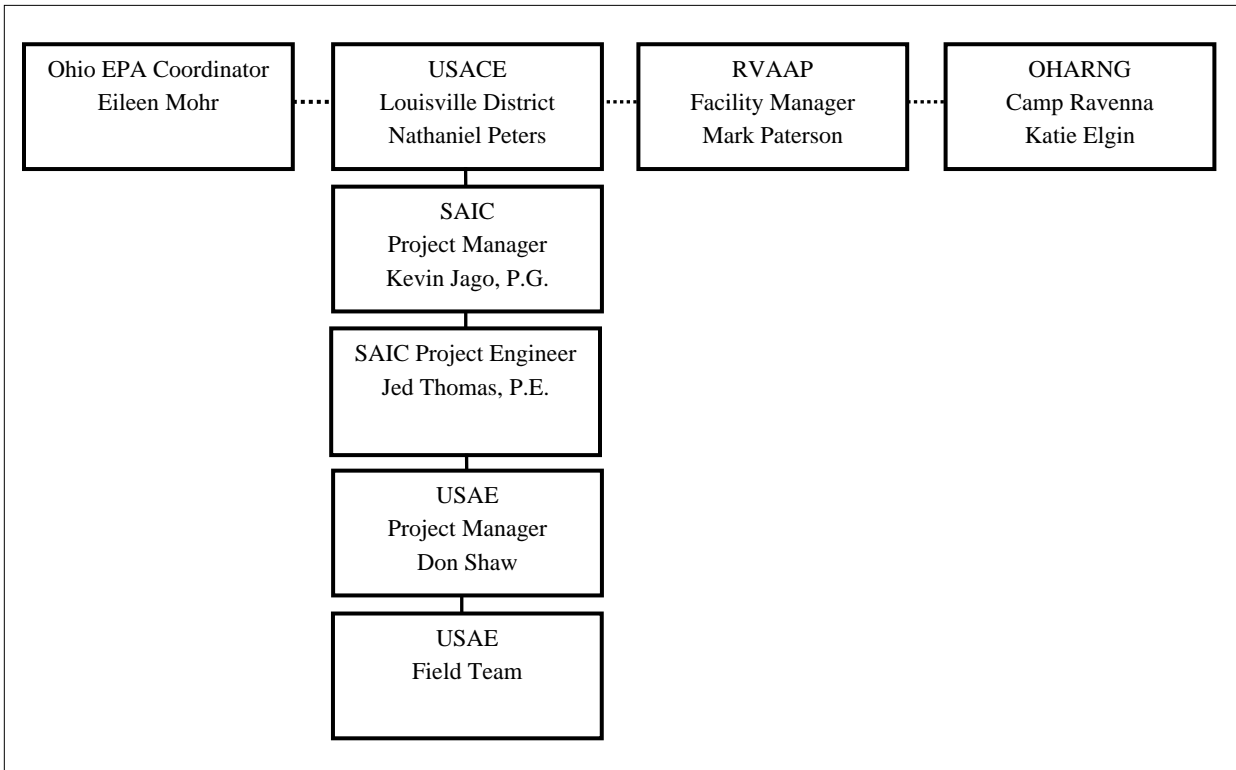 Ohio EPA Coordinator
Eileen Mohr
USACE
Louisville District
Nathaniel Peters
RVAAP
Facility Manager
Mark Paterson
OHARNG
Camp Ravenna
Katie Elgin
SAIC
Project Manager
Kevin Jago, P.G.
SAIC Project Engineer
Jed Thomas, P.E.
USAE
Project Manager
Don Shaw
USAE
Field Team